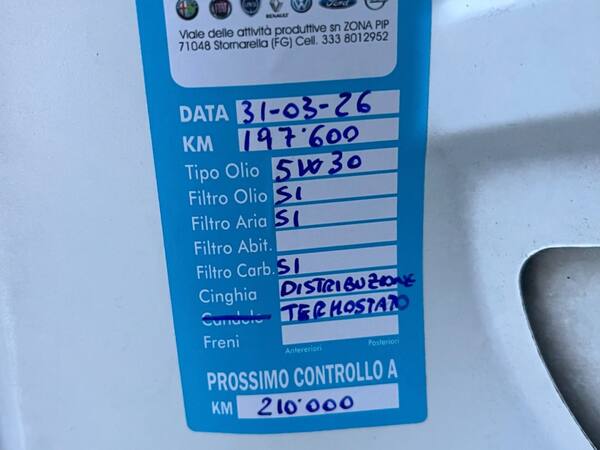 RENAULT
Ford
Viale delle attività produttive sn ZONA PIP
71048 Stornarella (FG) Cell. 333 8012952
DATA 31-03-26
KM 197'600
Tipo Olio 5W30
Filtro Olio SI
Filtro Aria SI
Filtro Abit.
Filtro Carb. SI
Cinghia DISTRIBUZIONE
Candele TERMOSTATO
Freni
Anteriori Posteriori
PROSSIMO CONTROLLO A
KM 210'000